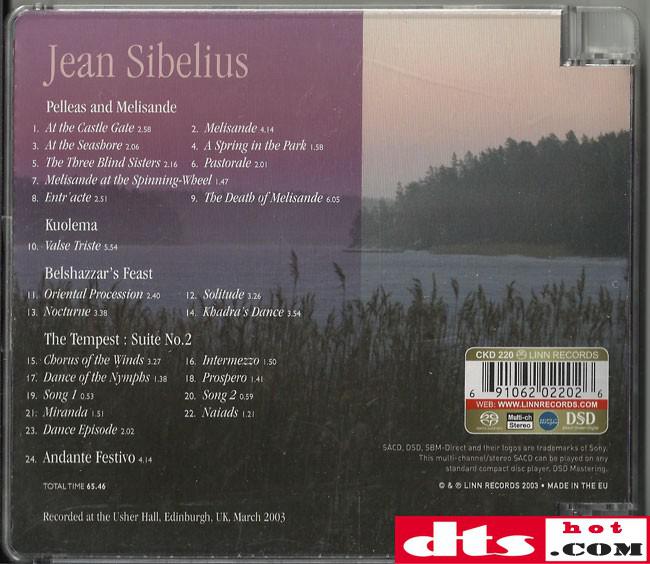 Jean Sibelius
Pelleas and Melisande
1. At the Castle Gate 2.58 2. Melisande 4.14
3. At the Seashore 2.06 4. A Spring in the Park 1.58
5. The Three Blind Sisters 2.16 6. Pastorale 2.01
7. Melisande at the Spinning-Wheel 1.47
8. Entr'acte 2.51 9. The Death of Melisande 6.05
Kuolema
10. Valse Triste 5.54
Belshazzar's Feast
11. Oriental Procession 2.40 12. Solitude 3.26
13. Nocturne 3.38 14. Khadra's Dance 3.54
The Tempest : Suite No.2
15. Chorus of the Winds 3.27 16. Intermezzo 1.50
17. Dance of the Nymphs 1.38 18. Prospero 1.41
19. Song 1 0.53 20. Song 2 0.59
21. Miranda 1.51 22. Naiads 1.21
23. Dance Episode 2.02
24. Andante Festivo 4.14
TOTAL TIME 65.46
Recorded at the Usher Hall, Edinburgh, UK, March 2003
CKD 220 LINN RECORDS
6 91062 02202 6
WEB: WWW.LINNRECORDS.COM
Multi-ch
Stereo
DSD
SACD, DSD, SBM-Direct and their logos are trademarks of Sony.
This multi-channel/stereo SACD can be played on any
standard compact disc player. DSD Mastering.
© & ℗ LINN RECORDS 2003 • MADE IN THE EU
dts hot
.COM